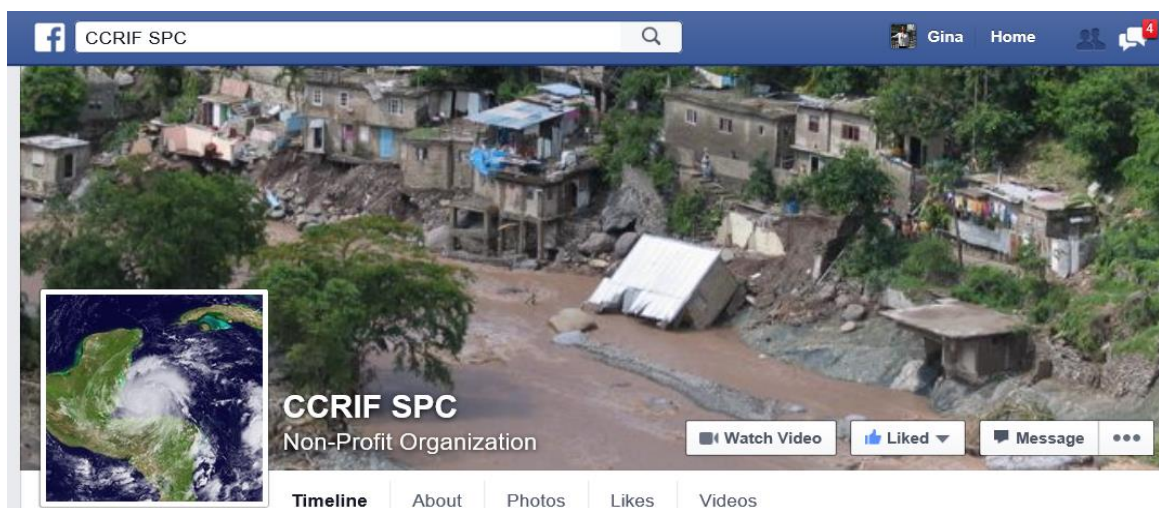 f CCRIF SPC Gina Home 4
CCRIF SPC
Non-Profit Organization
Watch Video Liked Message
Timeline About Photos Likes Videos